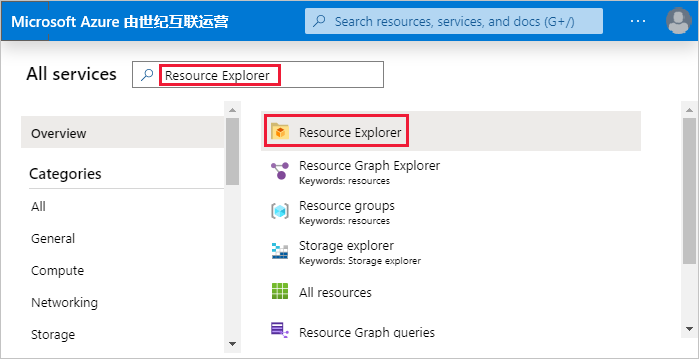 Microsoft Azure 由世纪互联运营
Search resources, services, and docs (G+/)
All services
Resource Explorer
Overview
Categories
All
General
Compute
Networking
Storage
Resource Explorer
Resource Graph Explorer
Keywords: resources
Resource groups
Keywords: resources
Storage explorer
Keywords: Storage explorer
All resources
Resource Graph queries